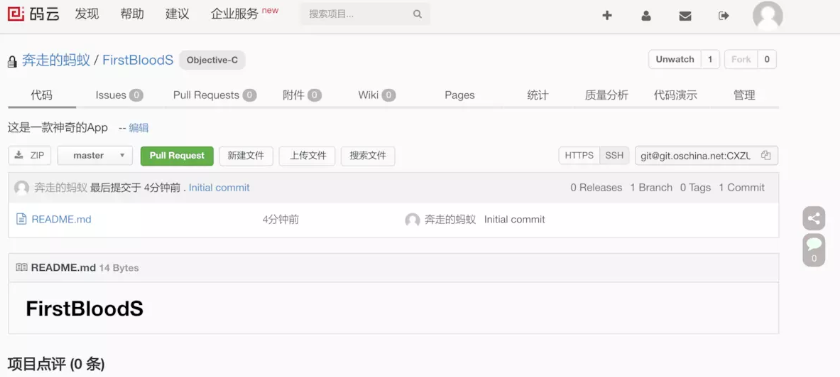 码云 发现 帮助 建议 企业服务 new 搜索项目...
奔走的蚂蚁 / FirstBloodS Objective-C Unwatch 1 Fork 0
代码 Issues 0 Pull Requests 0 附件 0 Wiki 0 Pages 统计 质量分析 代码演示 管理
这是一款神奇的App -- 编辑
ZIP master Pull Request 新建文件 上传文件 搜索文件 HTTPS SSH git@git.oschina.net:CXZL
奔走的蚂蚁 最后提交于 4分钟前 . Initial commit 0 Releases 1 Branch 0 Tags 1 Commit
README.md 4分钟前 奔走的蚂蚁 Initial commit
0
README.md 14 Bytes
FirstBloodS
项目点评 (0 条)